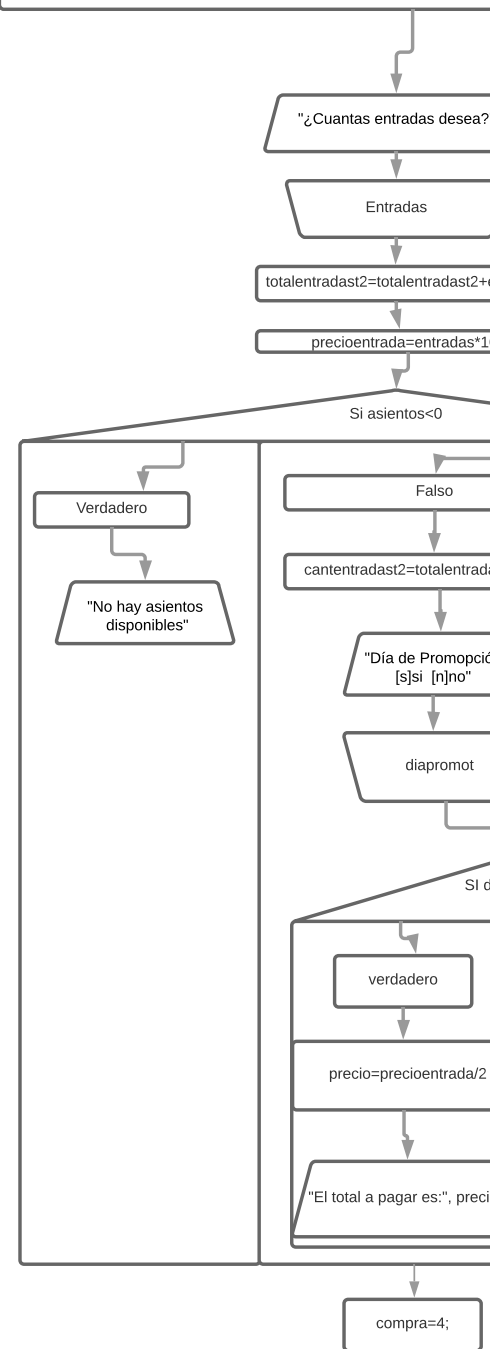 "¿Cuantas entradas desea?
Entradas
totalentradast2=totalentradast2+
precioentrada=entradas*1
Si asientos<0
Verdadero
"No hay asientos
disponibles"
Falso
cantentradast2=totalentrada
"Día de Promopció
[s]si [n]no"
diapromot
SI d
verdadero
precio=precioentrada/2
"El total a pagar es:", preci
compra=4;